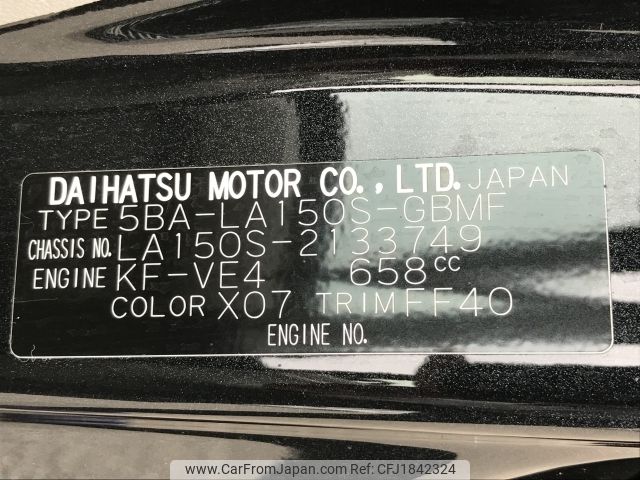 DAIHATSU MOTOR CO., LTD. JAPAN
TYPE 5BA-LA150S-GBMF
CHASSIS NO. LA150S-2133749
ENGINE KF-VE4 658cc
COLOR X07 TRIM FF40
ENGINE NO.
www.CarFromJapan.com Ref: CFJ1842324